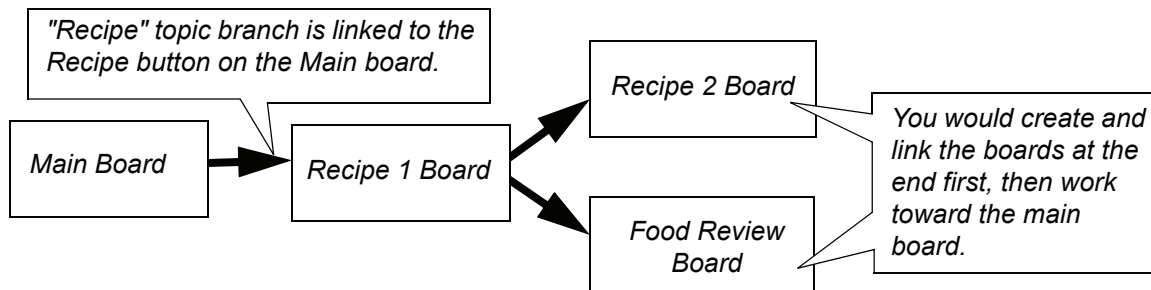 "Recipe" topic branch is linked to the
Recipe button on the Main board.
Main Board
Recipe 1 Board
Recipe 2 Board
Food Review
Board
You would create and
link the boards at the
end first, then work
toward the main
board.